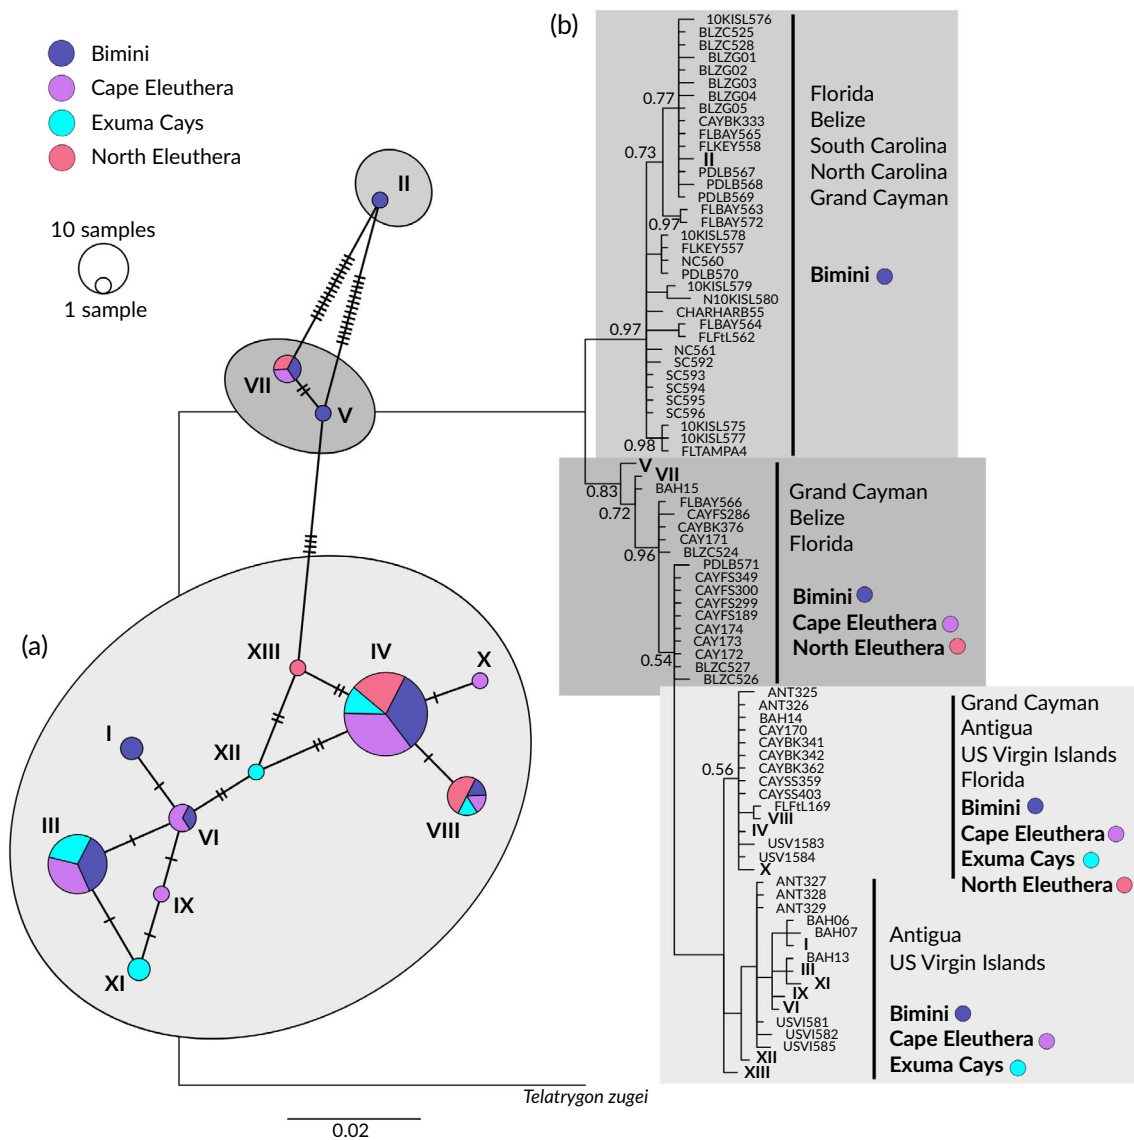 Bimini
Cape Eleuthera
Exuma Cays
North Eleuthera
10 samples
1 sample
(a)
II
VII
V
XIII
IV
X
I
XII
VIII
III
VI
IX
XI
(b)
10KISL576
BLZC525
BLZC528
BLZG01
BLZG02
BLZG03
BLZG04
BLZG05
CAYBK333
FLBAY565
FLKEY558
II
PDLB567
PDLB568
PDLB569
FLBAY563
FLBAY572
10KISL578
FLKEY557
NC560
PDLB570
10KISL579
N10KISL580
CHARHARB55
FLBAY564
FLFtL562
NC561
SC592
SC593
SC594
SC595
SC596
10KISL575
10KISL577
FLTAMPA4
0.77
0.73
0.97
0.97
0.98
Florida
Belize
South Carolina
North Carolina
Grand Cayman
Bimini
V
VII
BAH15
FLBAY566
CAYFS286
CAYBK376
CAY171
BLZC524
PDLB571
CAYFS349
CAYFS300
CAYFS299
CAYFS189
CAY174
CAY173
CAY172
BLZC527
BLZC526
0.83
0.72
0.96
0.54
Grand Cayman
Belize
Florida
Bimini
Cape Eleuthera
North Eleuthera
ANT325
ANT326
BAH14
CAY170
CAYBK341
CAYBK342
CAYBK362
CAYSS359
CAYSS403
FLFtL169
VIII
IV
USV1583
USV1584
X
0.56
Grand Cayman
Antigua
US Virgin Islands
Florida
Bimini
Cape Eleuthera
Exuma Cays
North Eleuthera
ANT327
ANT328
ANT329
BAH06
BAH07
I
BAH13
III
XI
IX
VI
USVI581
USVI582
USVI585
XII
XIII
Antigua
US Virgin Islands
Bimini
Cape Eleuthera
Exuma Cays
Telatrygon zugei
0.02